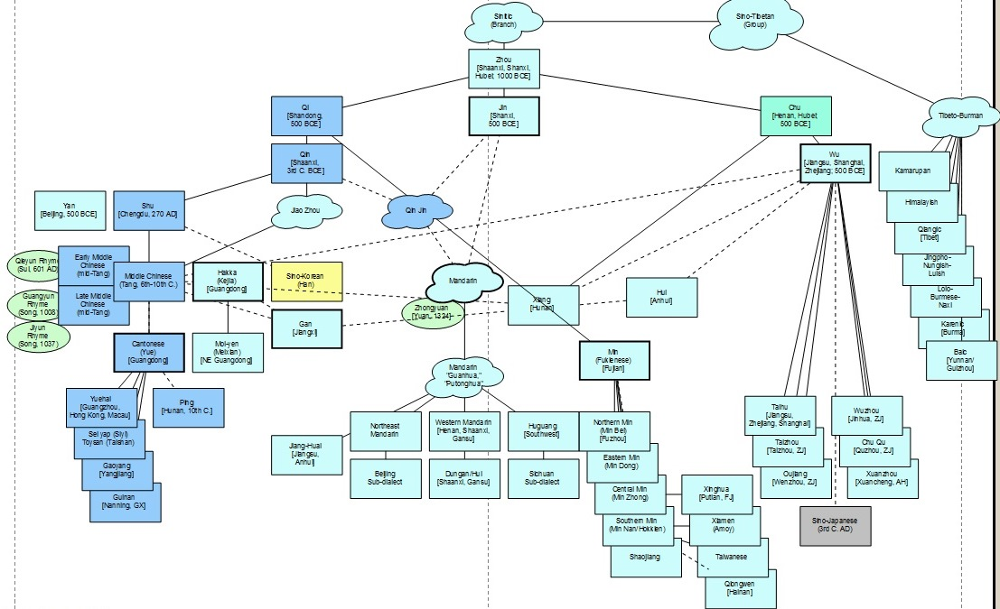 Sinitic
(Branch)
Sino-Tibetan
(Group)
Zhou
[Shaanxi, Shanxi,
Hubei; 1000 BCE]
Qi
[Shandong,
500 BCE]
Jin
[Shanxi,
500 BCE]
Chu
[Henan, Hubei;
500 BCE]
Tibeto-Burman
Qin
[Shaanxi,
3rd C. BCE]
Wu
[Jiangsu, Shanghai,
Zhejiang; 500 BCE]
Kamarupan
Himalayish
Qiangic
[Tibet]
Jingpho-
Nungish-
Luish
Lolo-
Burmese-
Naxi
Karenic
[Burma]
Baic
[Yunnan/
Guizhou]
Yan
[Beijing, 500 BCE]
Shu
[Chengdu, 270 AD]
Jiao Zhou
Qin Jin
Qieyun Rhyme
(Sui, 601 AD)
Guangyun
Rhyme
(Song, 1008)
Jiyun
Rhyme
(Song, 1037)
Early Middle
Chinese
(mid-Tang)
Late Middle
Chinese
(mid-Tang)
Middle Chinese
(Tang, 6th-10th C.)
Hakka
(Kejia)
[Guangdong]
Sino-Korean
(Han)
Mandarin
Zhongyuan
[Yuan, 1324]
Xiang
[Hunan]
Hui
[Anhui]
Gan
[Jiangxi]
Cantonese
(Yue)
[Guangdong]
Moi-yen
(Meixian)
[NE Guangdong]
Min
(Fukienese)
[Fujian]
Mandarin
"Guanhua,"
"Putonghua"
Yuehai
[Guangzhou,
Hong Kong, Macau]
Ping
[Hunan, 10th C.]
Sei yap (Siyi)
Toysan (Taishan)
Gaoyang
[Yangjiang]
Guinan
[Nanning, GX]
Jiang-Huai
[Jiangsu,
Anhui]
Northeast
Mandarin
Western Mandarin
[Henan, Shaanxi,
Gansu]
Huguang
[Southwest]
Beijing
Sub-dialect
Dungan/Hui
[Shaanxi, Gansu]
Sichuan
Sub-dialect
Northern Min
(Min Bei)
[Fuzhou]
Eastern Min
(Min Dong)
Central Min
(Min Zhong)
Southern Min
(Min Nan/Hokkien)
Shaojiang
Xinghua
[Putian, FJ]
Xiamen
(Amoy)
Taiwanese
Qiongwen
[Hainan]
Taihu
[Jiangsu,
Zhejiang, Shanghai]
Taizhou
[Taizhou, ZJ]
Oujiang
[Wenzhou, ZJ]
Wuzhou
[Jinhua, ZJ]
Chu Qu
[Quzhou, ZJ]
Xuanzhou
[Xuancheng, AH]
Sino-Japanese
(3rd C. AD)